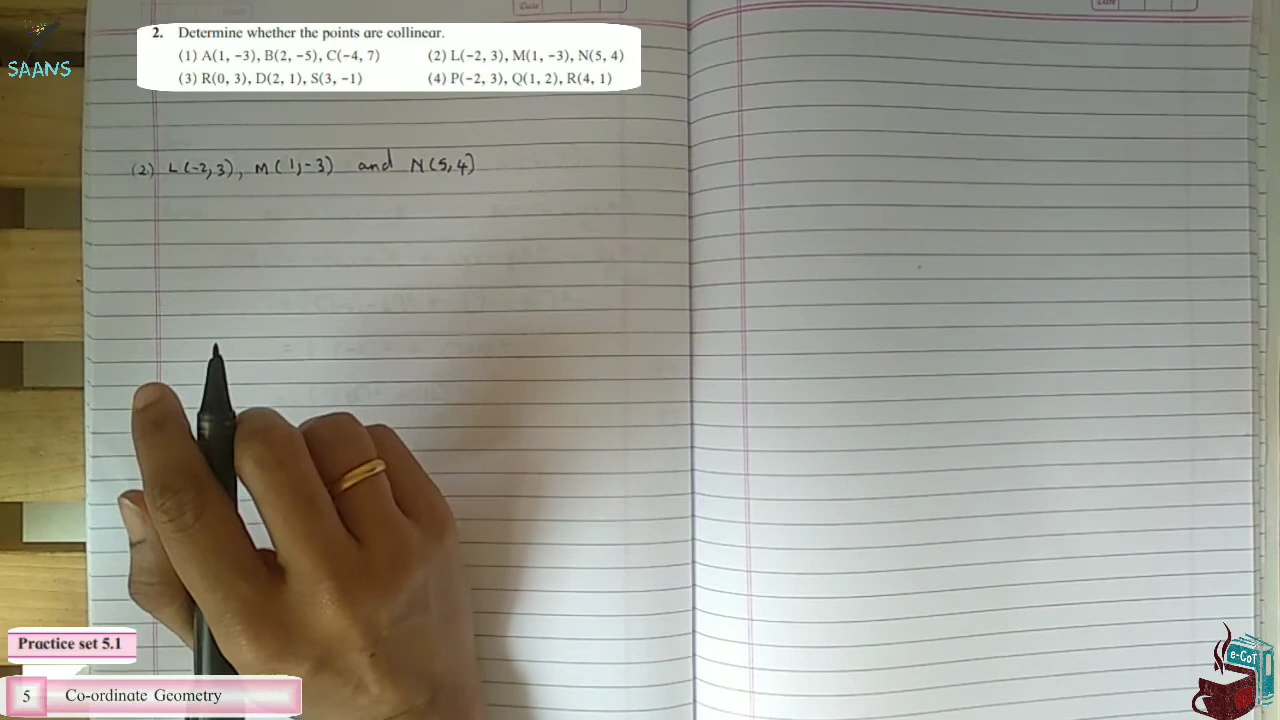 Date
Date
SAANS
2. Determine whether the points are collinear.
(1) A(1, −3), B(2, −5), C(−4, 7) (2) L(−2, 3), M(1, −3), N(5, 4)
(3) R(0, 3), D(2, 1), S(3, −1) (4) P(−2, 3), Q(1, 2), R(4, 1)
(2) L(-2,3), M(1,-3) and N(5,4)
Practice set 5.1
5 Co-ordinate Geometry
e-CoT